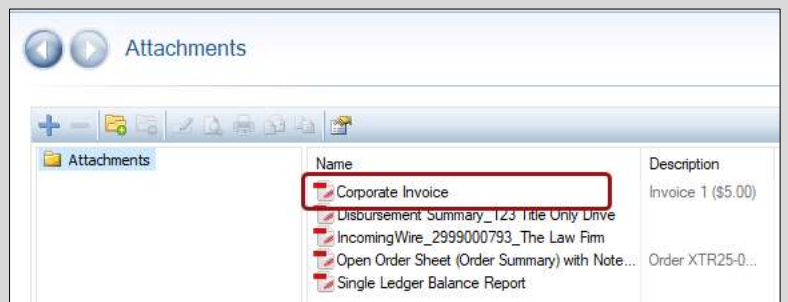 Attachments
Attachments
Name Description
Corporate Invoice Invoice 1 ($5.00)
Disbursement Summary_123 Title Only Drive
IncomingWire_2999000793_The Law Firm
Open Order Sheet (Order Summary) with Note... Order XTR25-0...
Single Ledger Balance Report